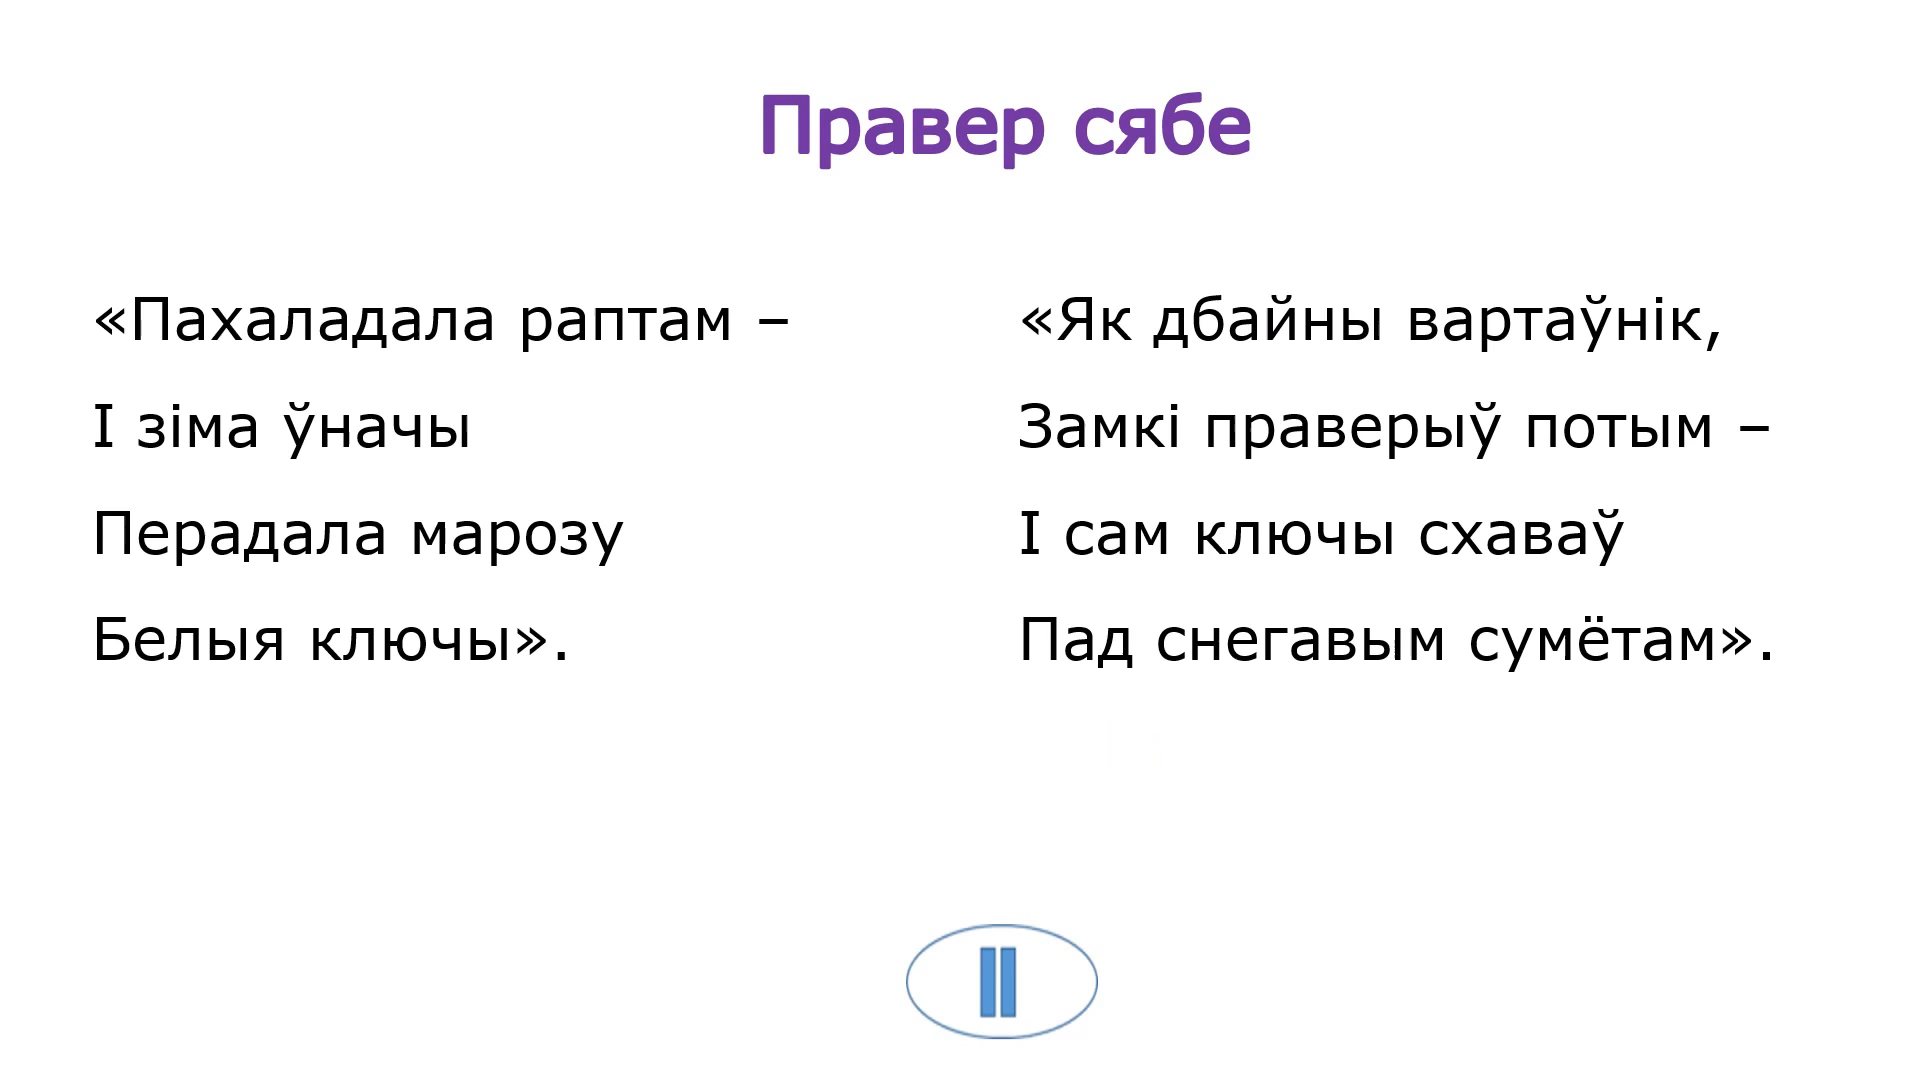 Правер сябе
«Пахаладала раптам –
І зіма ўначы
Перадала марозу
Белыя ключы».
«Як дбайны вартаўнік,
Замкі праверыў потым –
І сам ключы схаваў
Пад снегавым сумётам».